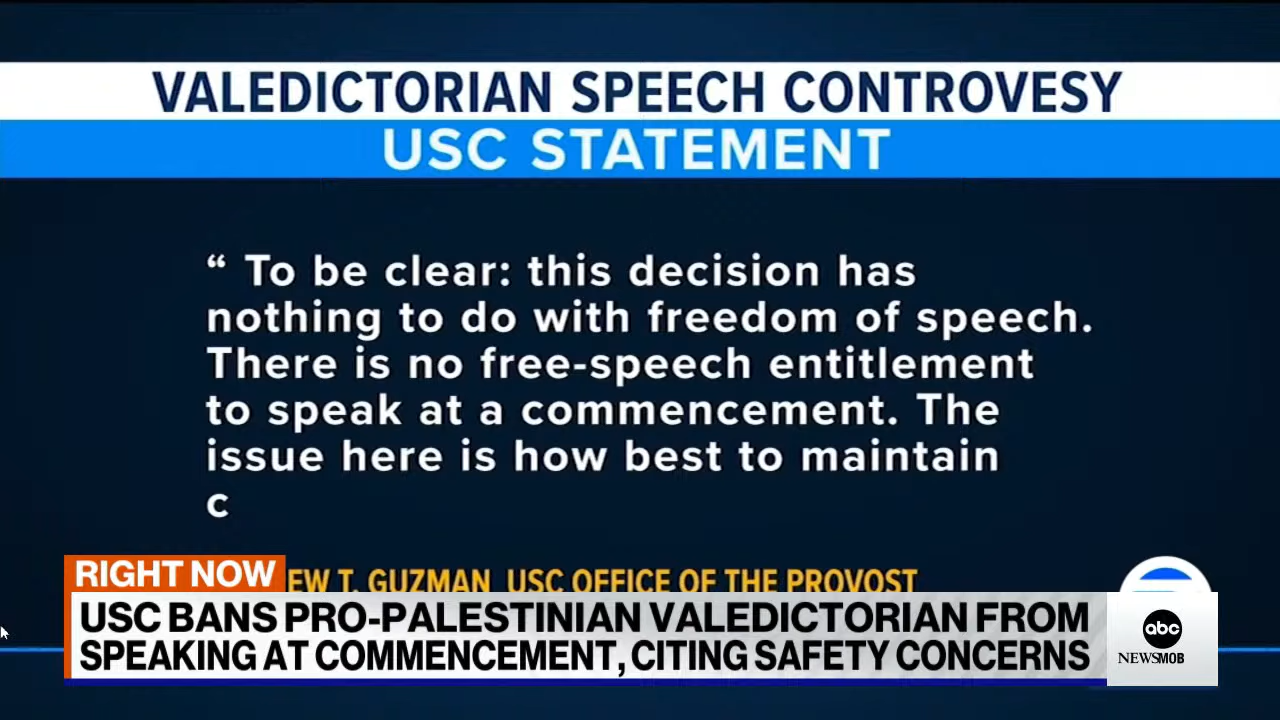 VALEDICTORIAN SPEECH CONTROVESY
USC STATEMENT
“ To be clear: this decision has
nothing to do with freedom of speech.
There is no free-speech entitlement
to speak at a commencement. The
issue here is how best to maintain
c
EW T. GUZMAN USC OFFICE OF THE PROVOST
RIGHT NOW
USC BANS PRO-PALESTINIAN VALEDICTORIAN FROM
SPEAKING AT COMMENCEMENT, CITING SAFETY CONCERNS
abc
NEWSMOB